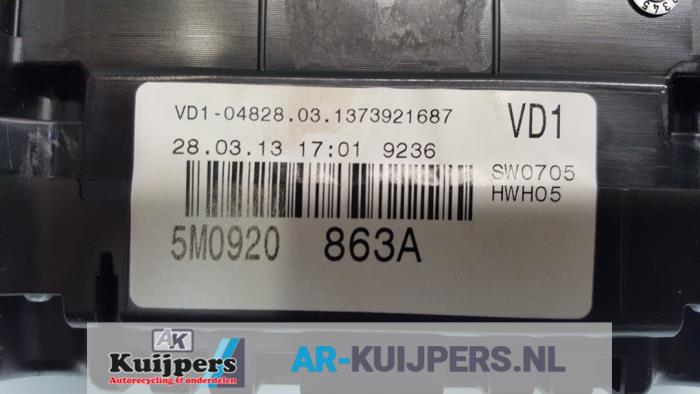 345
VD1-04828.03.1373921687
VD1
28.03.13 17:01 9236
SW0705
HWH05
5M0920 863A
AK
Kuijpers
Autorecycling & onderdelen
AR-KUIJPERS.NL